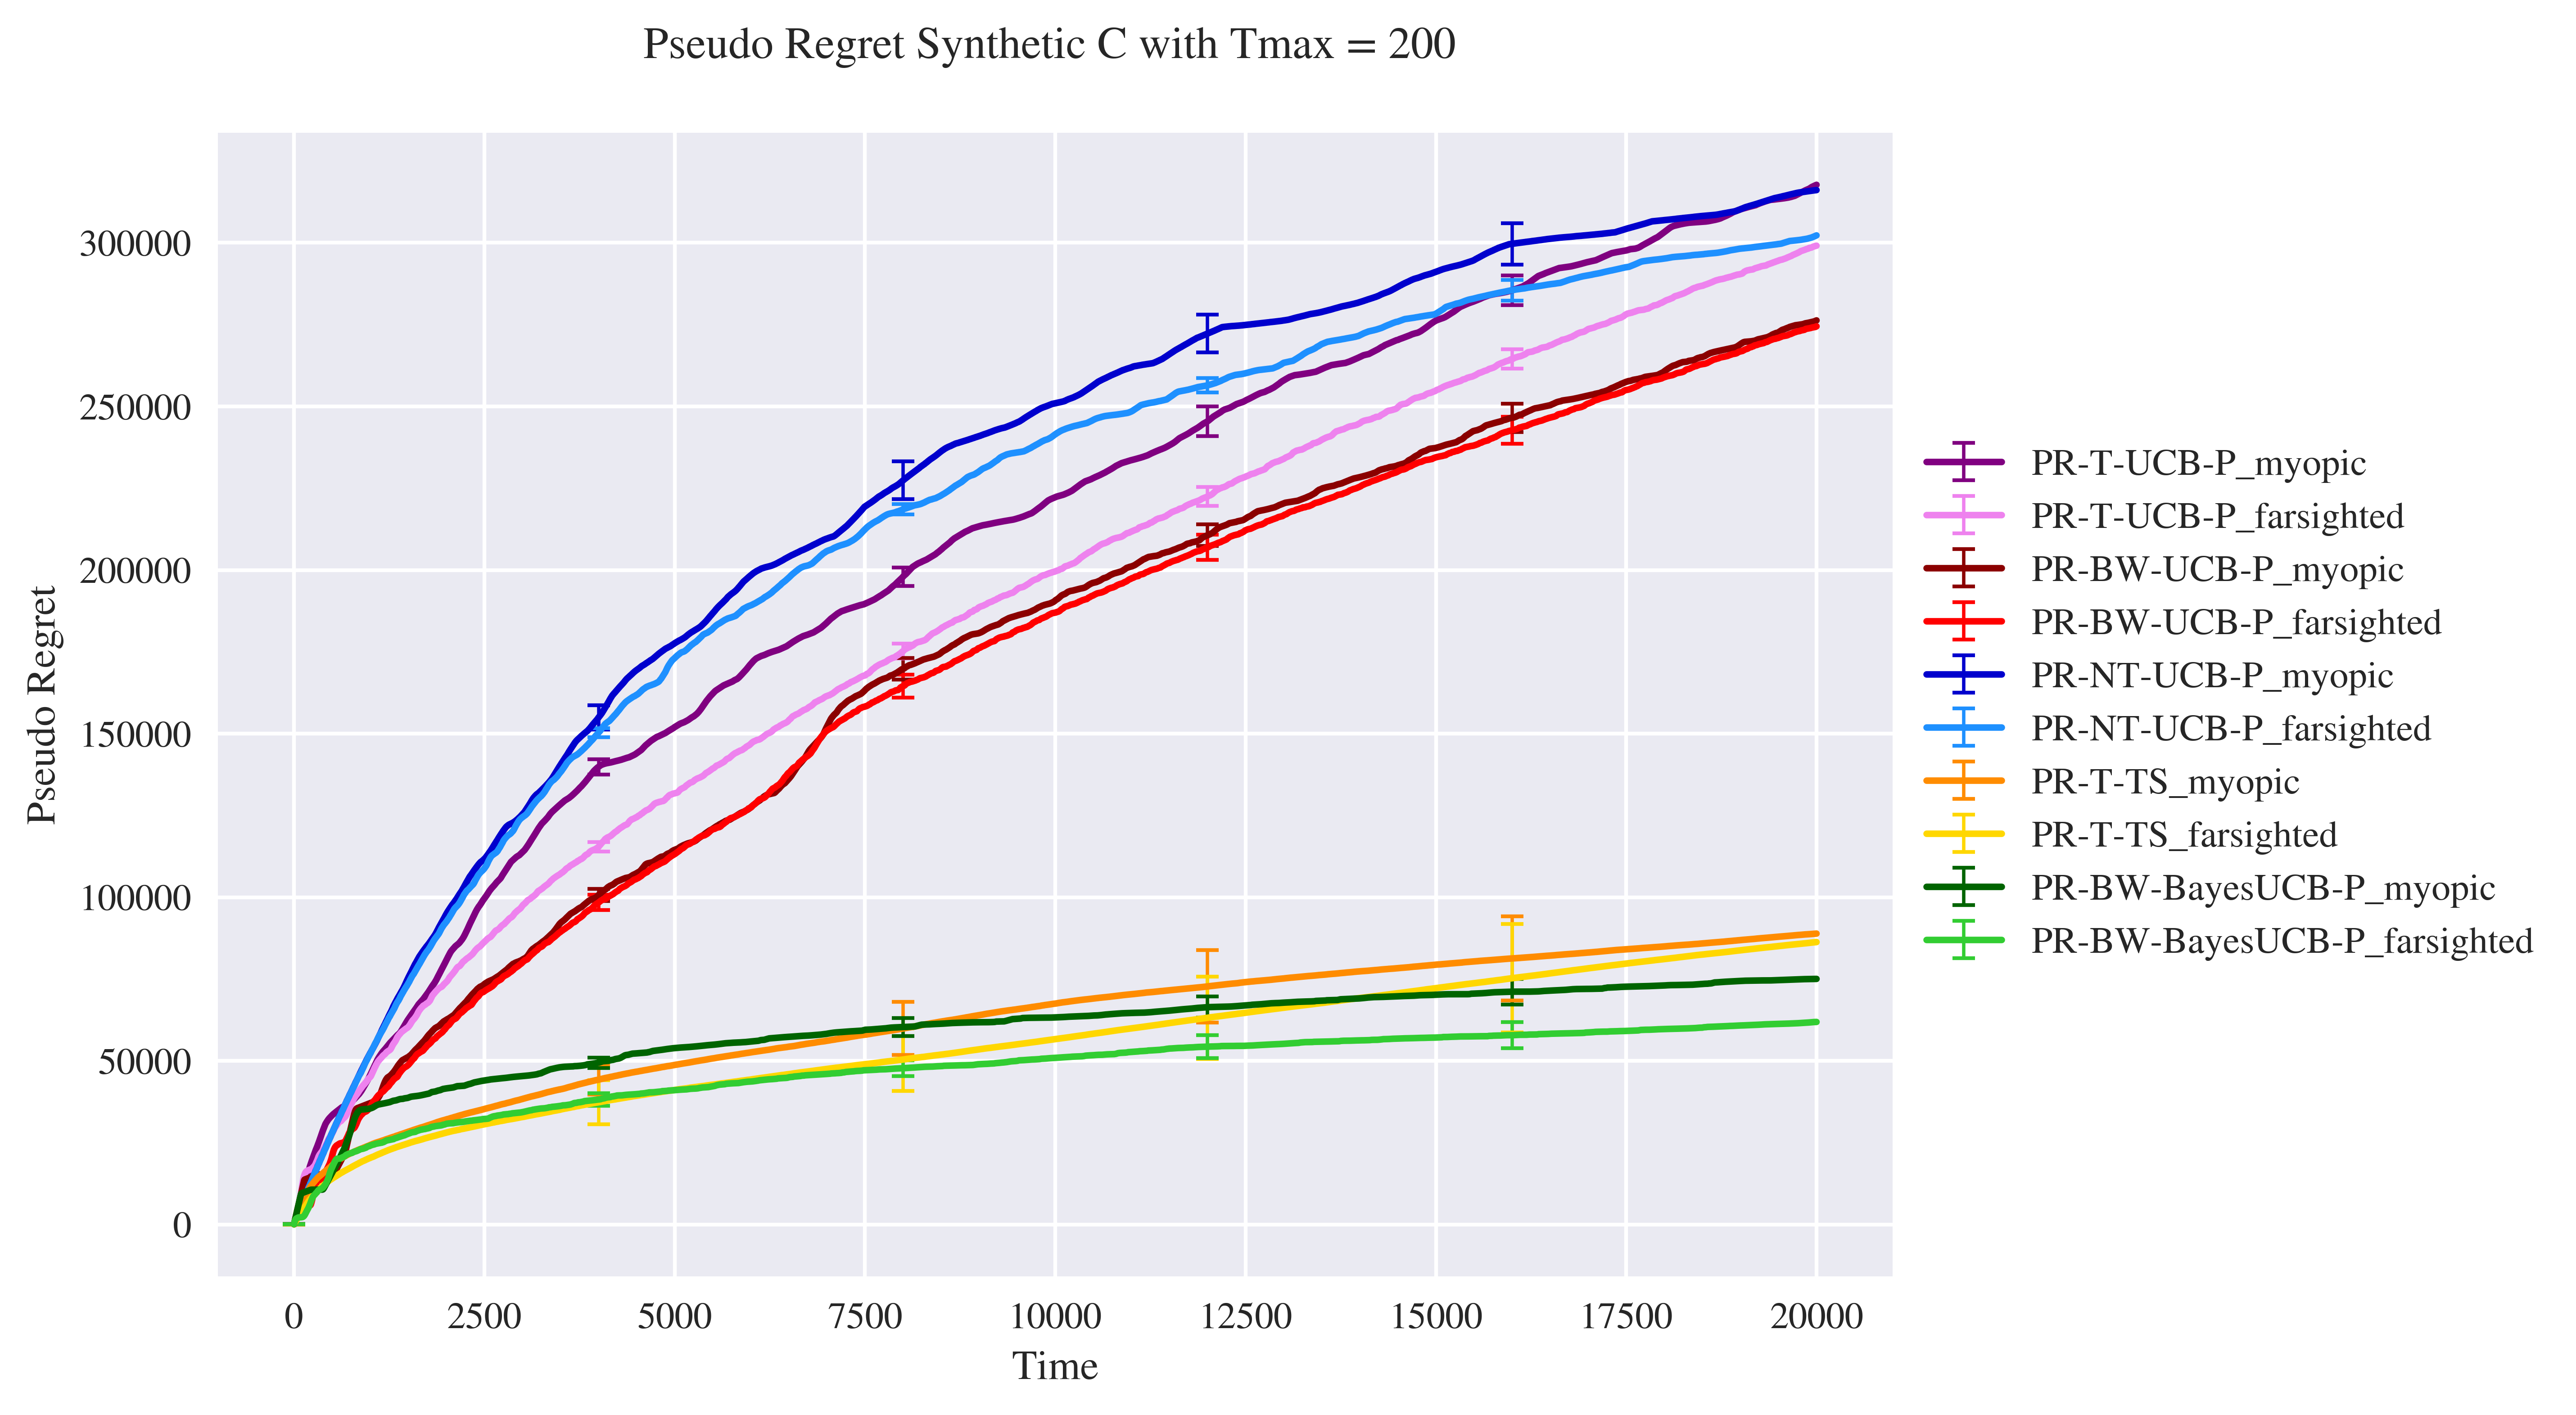 Pseudo Regret Synthetic C with Tmax = 200
Pseudo Regret
300000
250000
200000
150000
100000
50000
0
0 2500 5000 7500 10000 12500 15000 17500 20000
Time
PR-T-UCB-P_myopic
PR-T-UCB-P_farsighted
PR-BW-UCB-P_myopic
PR-BW-UCB-P_farsighted
PR-NT-UCB-P_myopic
PR-NT-UCB-P_farsighted
PR-T-TS_myopic
PR-T-TS_farsighted
PR-BW-BayesUCB-P_myopic
PR-BW-BayesUCB-P_farsighted